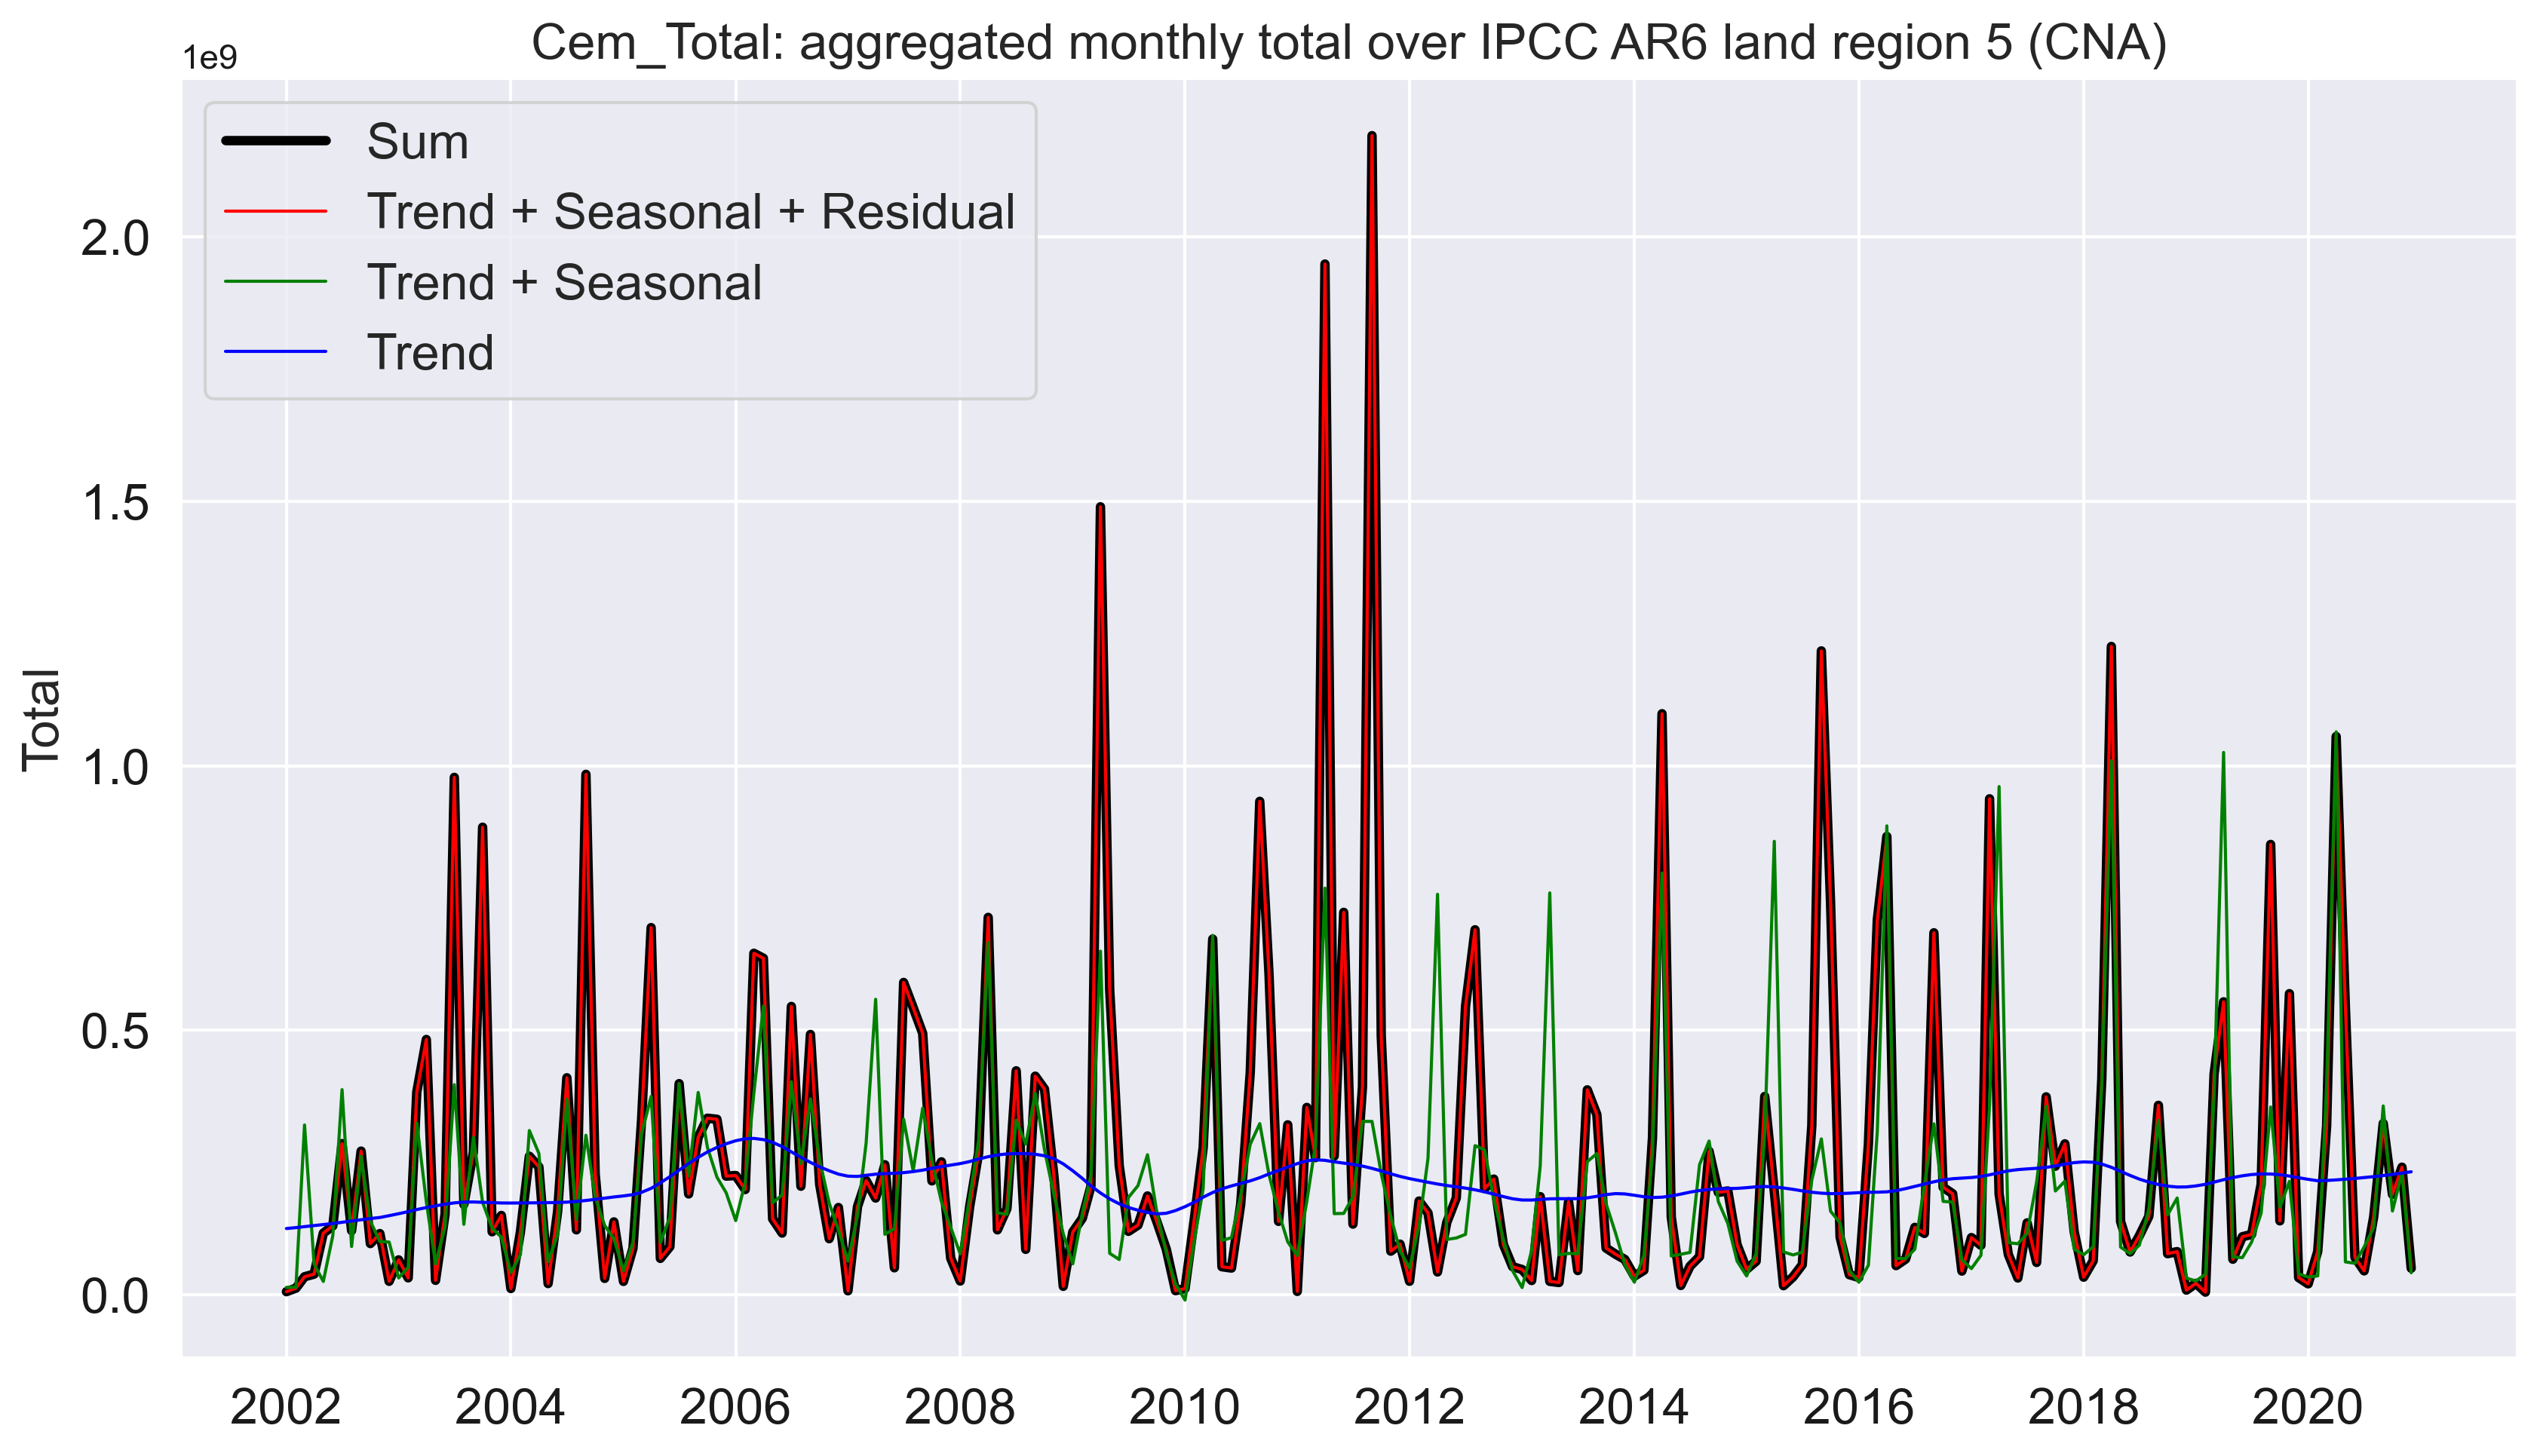 Cem_Total: aggregated monthly total over IPCC AR6 land region 5 (CNA)
1e9
Sum
Trend + Seasonal + Residual
Trend + Seasonal
Trend
2.0
1.5
1.0
0.5
0.0
Total
2002 2004 2006 2008 2010 2012 2014 2016 2018 2020